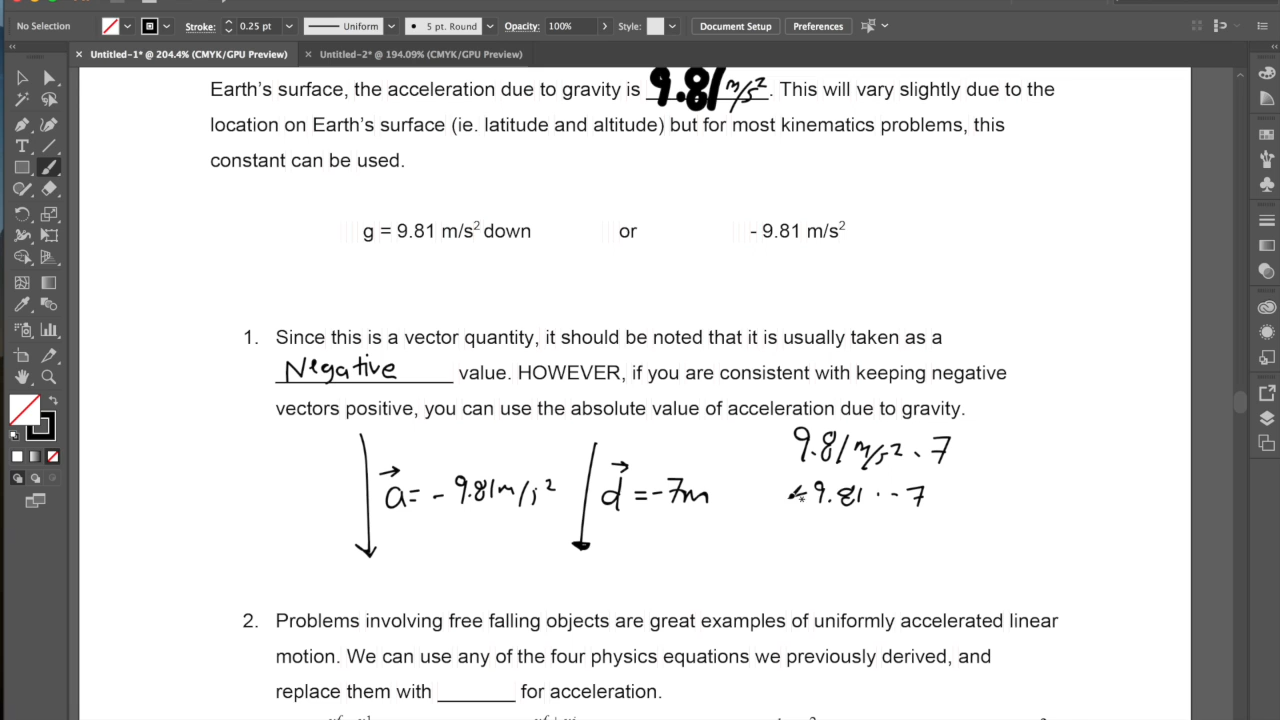 No Selection Stroke: 0.25 pt Uniform 5 pt. Round Opacity: 100% Style: Document Setup Preferences
× Untitled-1* @ 204.4% (CMYK/GPU Preview) × Untitled-2* @ 194.09% (CMYK/GPU Preview)
Earth's surface, the acceleration due to gravity is 9.81 m/s². This will vary slightly due to the
location on Earth's surface (ie. latitude and altitude) but for most kinematics problems, this
constant can be used.
g = 9.81 m/s² down or - 9.81 m/s²
1. Since this is a vector quantity, it should be noted that it is usually taken as a
Negative value. HOWEVER, if you are consistent with keeping negative
vectors positive, you can use the absolute value of acceleration due to gravity.
9.81 m/s² · 7
a = - 9.81 m/s² d = -7m -9.81 · -7
2. Problems involving free falling objects are great examples of uniformly accelerated linear
motion. We can use any of the four physics equations we previously derived, and
replace them with ______ for acceleration.